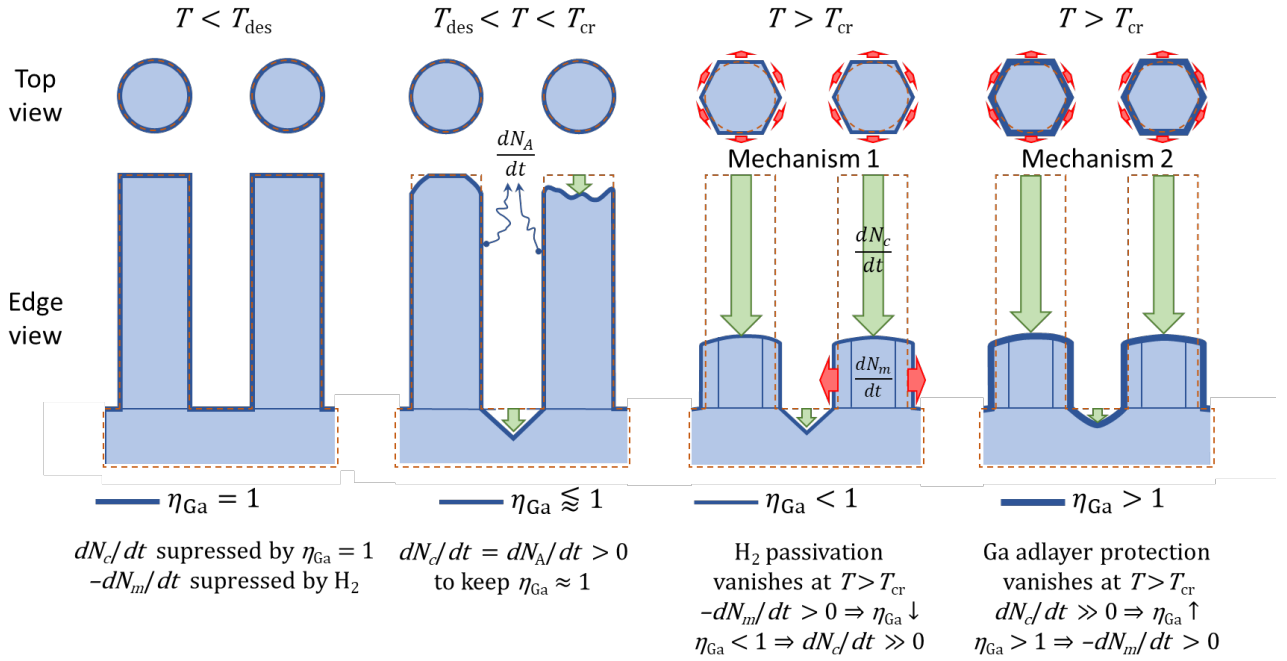 T < T_des
T_des < T < T_cr
T > T_cr
T > T_cr
Top
view
dN_A/dt
Mechanism 1
Mechanism 2
dN_c/dt
Edge
view
dN_m/dt
η_Ga = 1
η_Ga ⪅ 1
η_Ga < 1
η_Ga > 1
dN_c/dt supressed by η_Ga = 1
−dN_m/dt supressed by H₂
dN_c/dt = dN_A/dt > 0
to keep η_Ga ≈ 1
H₂ passivation
vanishes at T > T_cr
−dN_m/dt > 0 ⇒ η_Ga ↓
η_Ga < 1 ⇒ dN_c/dt ≫ 0
Ga adlayer protection
vanishes at T > T_cr
dN_c/dt ≫ 0 ⇒ η_Ga ↑
η_Ga > 1 ⇒ −dN_m/dt > 0